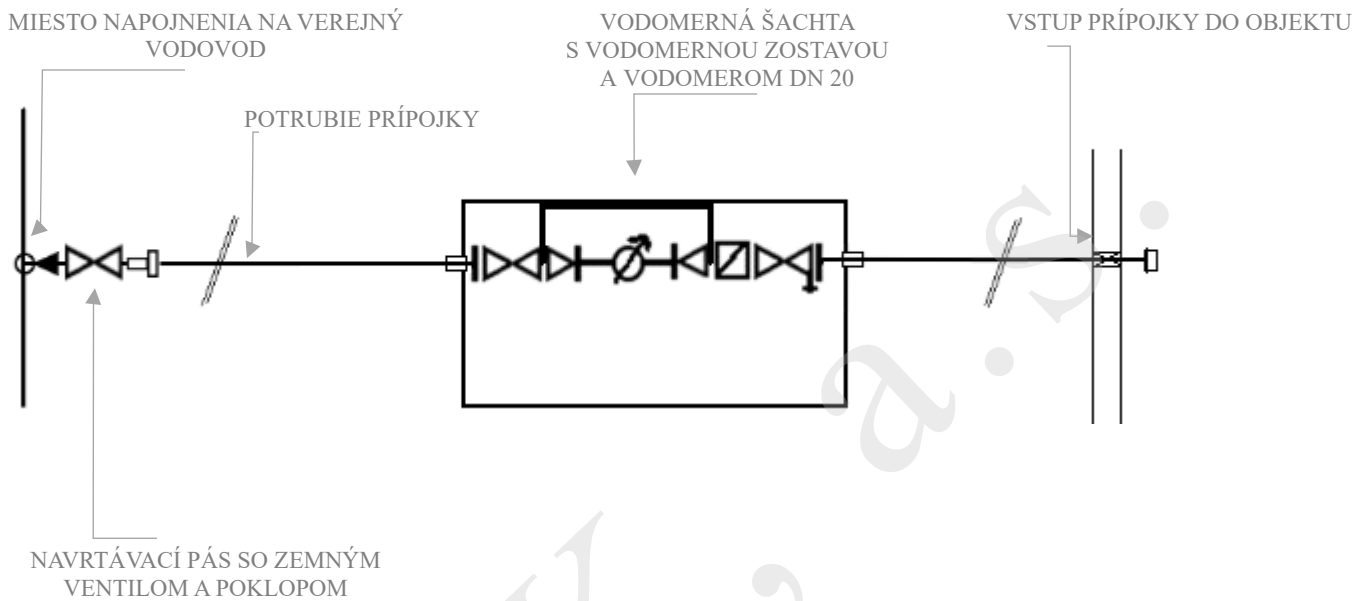 MIESTO NAPOJNENIA NA VEREJNÝ
VODOVOD
VODOMERNÁ ŠACHTA
S VODOMERNOU ZOSTAVOU
A VODOMEROM DN 20
VSTUP PRÍPOJKY DO OBJEKTU
POTRUBIE PRÍPOJKY
NAVRTÁVACÍ PÁS SO ZEMNÝM
VENTILOM A POKLOPOM
, a.s.